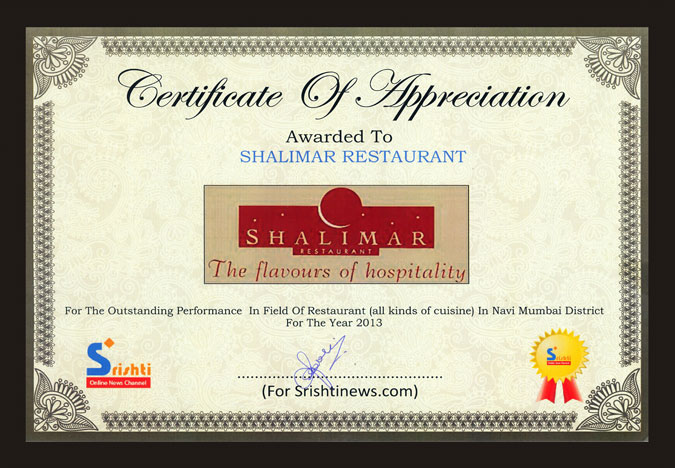 Certificate Of Appreciation
Awarded To
SHALIMAR RESTAURANT
SHALIMAR
RESTAURANT
The flavours of hospitality
For The Outstanding Performance In Field Of Restaurant (all kinds of cuisine) In Navi Mumbai District
For The Year 2013
Srishti
Online News Channel
(For Srishtinews.com)
Srishti